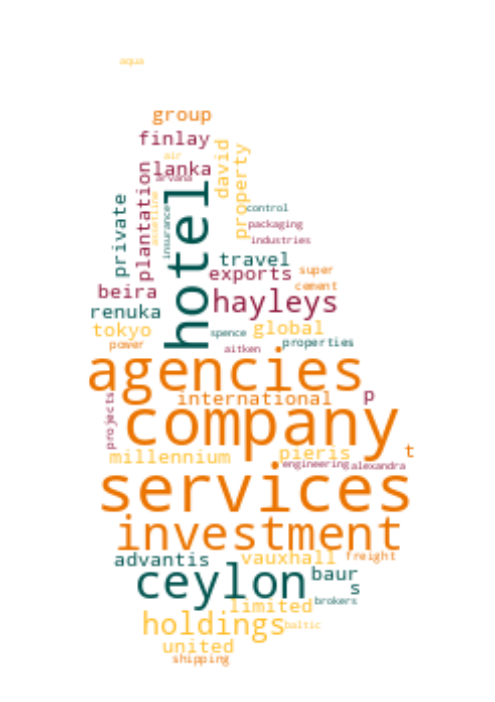 aqua
group
finlay
air
lanka
arvana
david
property
plantation
private
assetline
insurance
hotel
control
packaging
industries
travel
exports
super
cement
beira
hayleys
renuka
tokyo
global
spence
properties
power
aitken
agencies
international
p
projects
company
millennium
pieris
t
engineering
alexandra
services
investment
advantis
vauxhall
freight
ceylon
baur
s
brokers
limited
holdings
baltic
united
shipping